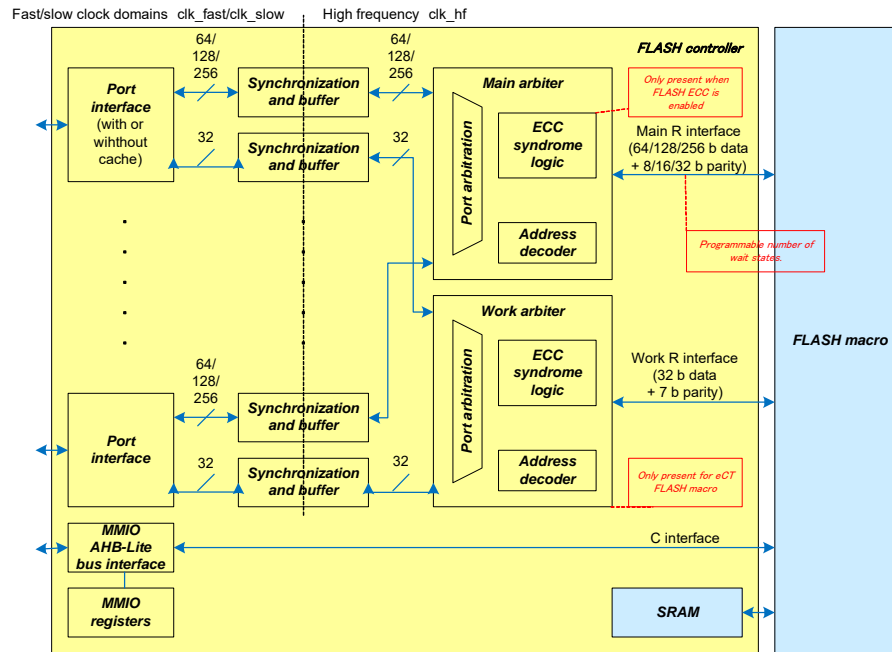 Fast/slow clock domains clk_fast/clk_slow
High frequency clk_hf
FLASH controller
64/
128/
256
64/
128/
256
Port
interface
(with or
wihthout
cache)
Synchronization
and buffer
32
Synchronization
and buffer
32
Main arbiter
Port arbitration
ECC
syndrome
logic
Address
decoder
Only present when
FLASH ECC is
enabled
Main R interface
(64/128/256 b data
+ 8/16/32 b parity)
Programmable number of
wait states.
FLASH macro
Work arbiter
Port arbitration
ECC
syndrome
logic
Address
decoder
Work R interface
(32 b data
+ 7 b parity)
Only present for eCT
FLASH macro
64/
128/
256
Port
interface
Synchronization
and buffer
32
Synchronization
and buffer
32
MMIO
AHB-Lite
bus interface
C interface
MMIO
registers
SRAM